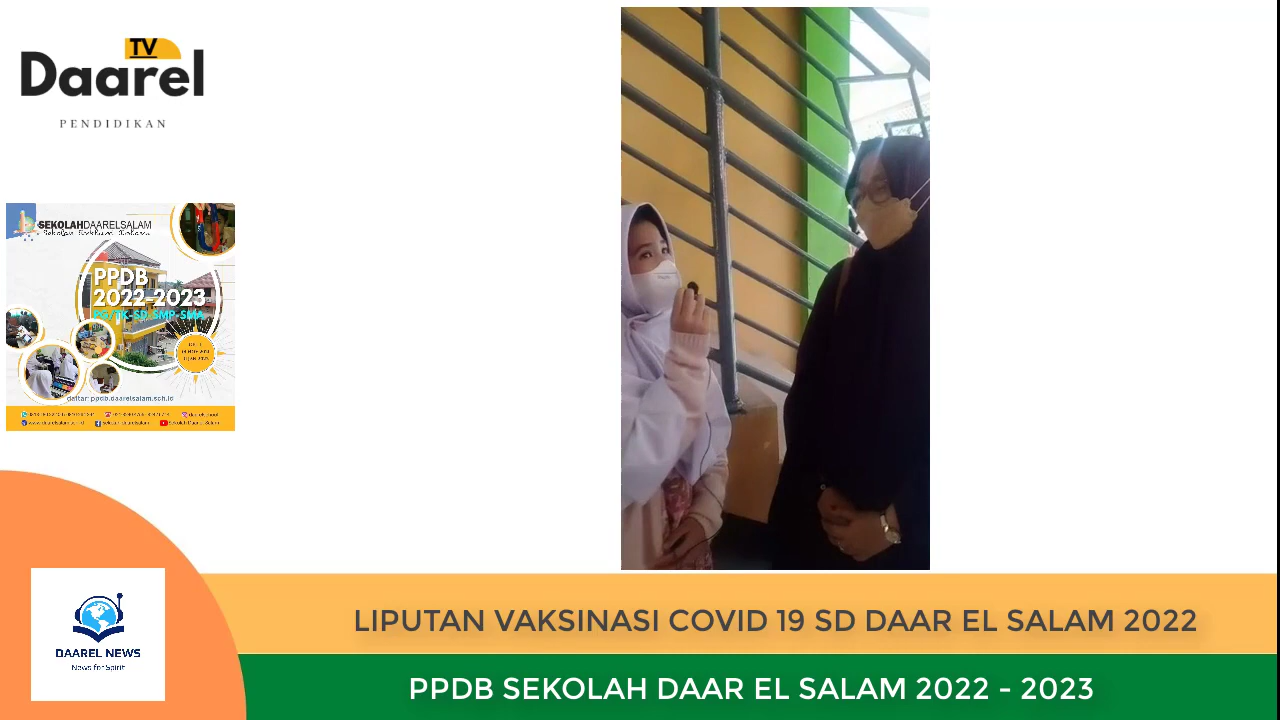 TV
Daarel
PENDIDIKAN
SEKOLAHDAARELSALAM
PPDB
2022-2023
PG/TK-SD-SMP-SMA
daftar: ppdb.daarelsalam.sch.id
DAAREL NEWS
News for Spirit
LIPUTAN VAKSINASI COVID 19 SD DAAR EL SALAM 2022
PPDB SEKOLAH DAAR EL SALAM 2022 - 2023